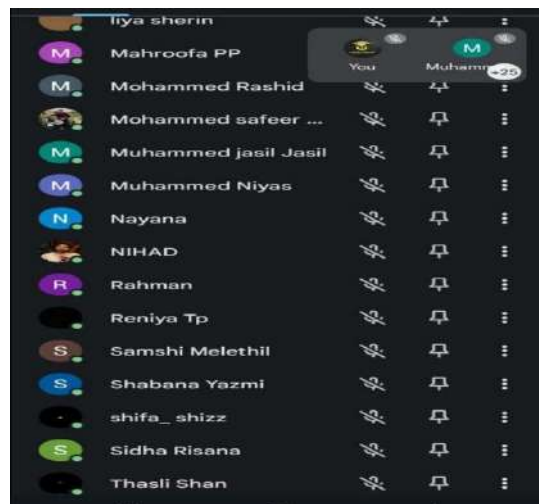 liya sherin
M Mahroofa PP
You
M
Muhamm
+25
M Mohammed Rashid
Mohammed safeer ...
M Muhammed jasil Jasil
M Muhammed Niyas
N Nayana
NIHAD
R Rahman
Reniya Tp
S Samshi Melethil
S Shabana Yazmi
shifa_ shizz
S Sidha Risana
Thasli Shan